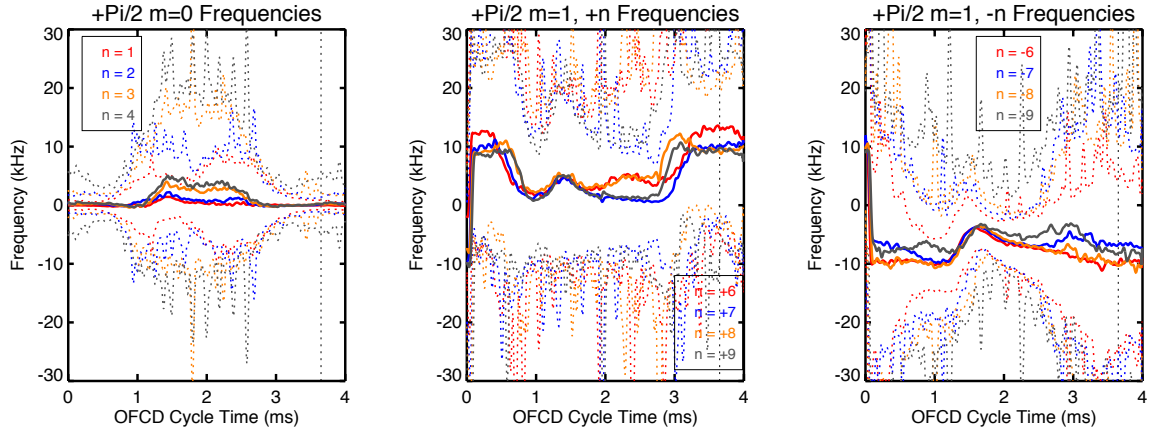 +Pi/2 m=0 Frequencies
30
20
10
0
-10
-20
-30
Frequency (kHz)
n = 1
n = 2
n = 3
n = 4
0
1
2
3
4
OFCD Cycle Time (ms)
+Pi/2 m=1, +n Frequencies
30
20
10
0
-10
-20
-30
Frequency (kHz)
n = +6
n = +7
n = +8
n = +9
0
1
2
3
4
OFCD Cycle Time (ms)
+Pi/2 m=1, -n Frequencies
30
20
10
0
-10
-20
-30
Frequency (kHz)
n = -6
n = -7
n = -8
n = -9
0
1
2
3
4
OFCD Cycle Time (ms)